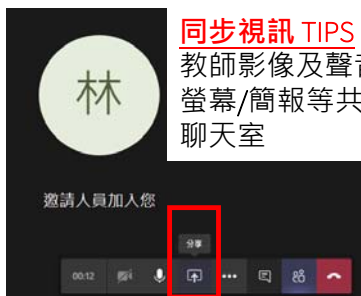 同步視訊 TIPS
教師影像及聲音
螢幕/簡報等共
聊天室
林
邀請人員加入您
分享
00:12